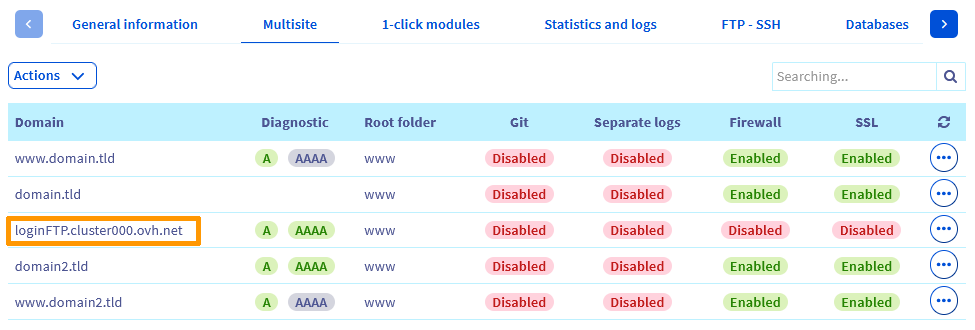 General information Multisite 1-click modules Statistics and logs FTP - SSH Databases
Actions Searching...
Domain Diagnostic Root folder Git Separate logs Firewall SSL
www.domain.tld A AAAA www Disabled Disabled Enabled Enabled
domain.tld www Disabled Disabled Enabled Enabled
loginFTP.cluster000.ovh.net A AAAA www Disabled Disabled Disabled Disabled
domain2.tld A AAAA www Disabled Disabled Enabled Enabled
www.domain2.tld A AAAA www Disabled Disabled Enabled Enabled